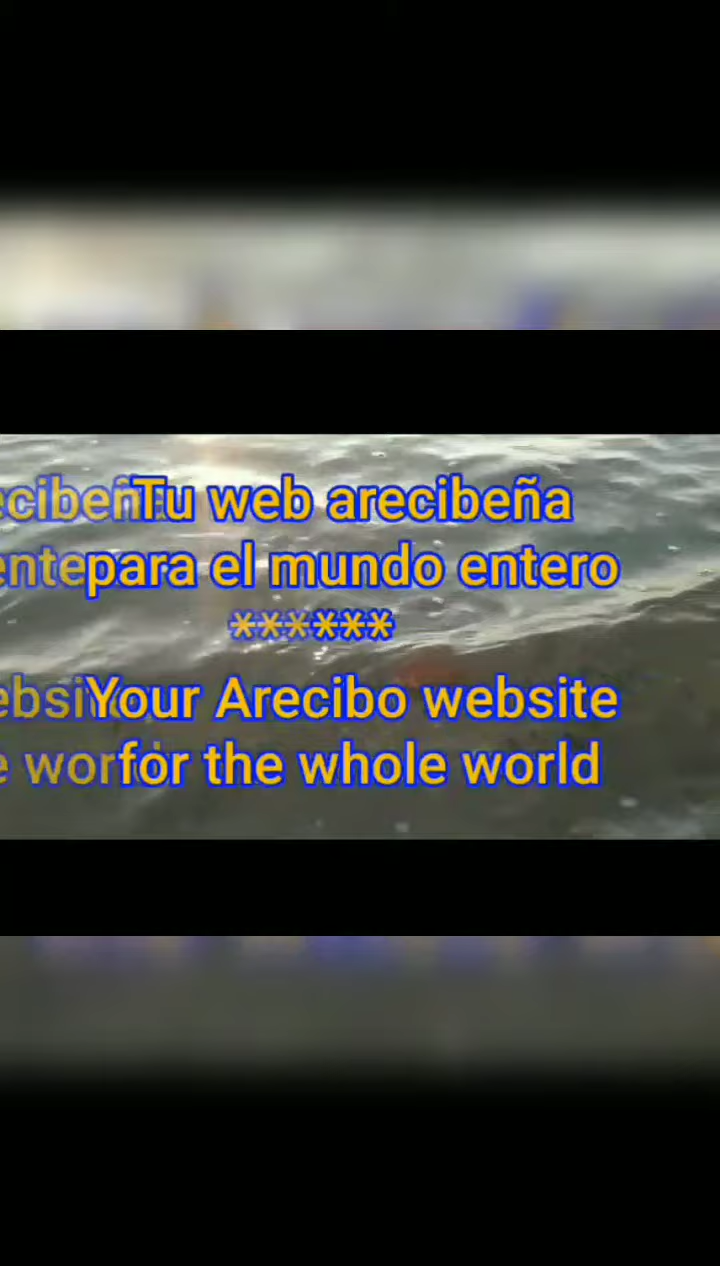 Tu web arecibeña
para el mundo entero
******
Your Arecibo website
for the whole world